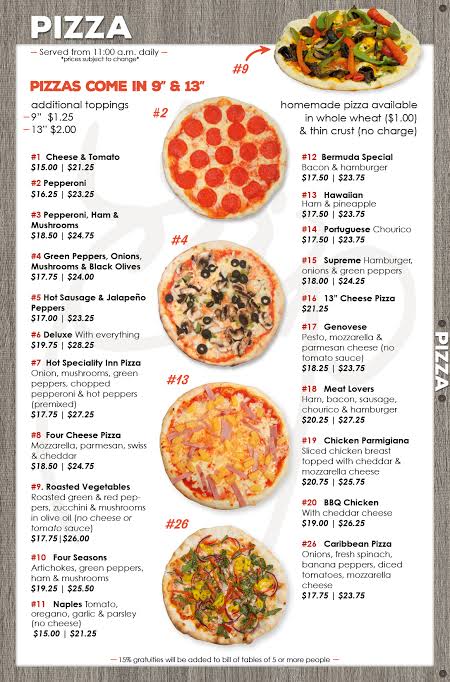 PIZZA
— Served from 11:00 a.m. daily —
*prices subject to change*
#9
PIZZAS COME IN 9" & 13"
additional toppings
– 9" $1.25
– 13" $2.00
#2
homemade pizza available
in whole wheat ($1.00)
& thin crust (no charge)
#1 Cheese & Tomato
$15.00 | $21.25
#2 Pepperoni
$16.25 | $23.25
#3 Pepperoni, Ham &
Mushrooms
$18.50 | $24.75
#4 Green Peppers, Onions,
Mushrooms & Black Olives
$17.75 | $24.00
#5 Hot Sausage & Jalapeño
Peppers
$17.00 | $23.25
#6 Deluxe With everything
$19.75 | $28.25
#7 Hot Speciality Inn Pizza
Onion, mushrooms, green
peppers, chopped
pepperoni & hot peppers
(premixed)
$17.75 | $27.25
#8 Four Cheese Pizza
Mozzarella, parmesan, swiss
& cheddar
$18.50 | $24.75
#9. Roasted Vegetables
Roasted green & red pep-
pers, zucchini & mushrooms
in olive oil (no cheese or
tomato sauce)
$17.75|$26.00
#10 Four Seasons
Artichokes, green peppers,
ham & mushrooms
$19.25 | $25.50
#11 Naples Tomato,
oregano, garlic & parsley
(no cheese)
$15.00 | $21.25
#4
#13
#26
#12 Bermuda Special
Bacon & hamburger
$17.50 | $23.75
#13 Hawaiian
Ham & pineapple
$17.50 | $23.75
#14 Portuguese Chourico
$17.50 | $23.75
#15 Supreme Hamburger,
onions & green peppers
$18.00 | $24.25
#16 13" Cheese Pizza
$21.25
#17 Genovese
Pesto, mozzarella &
parmesan cheese (no
tomato sauce)
$18.25 | $23.75
#18 Meat Lovers
Ham, bacon, sausage,
chourico & hamburger
$20.25 | $27.25
#19 Chicken Parmigiana
Sliced chicken breast
topped with cheddar &
mozzarella cheese
$20.75 | $25.75
#20 BBQ Chicken
With cheddar cheese
$19.00 | $26.25
#26 Caribbean Pizza
Onions, fresh spinach,
banana peppers, diced
tomatoes, mozzarella
cheese
$17.75 | $23.75
PIZZA
— 15% gratuities will be added to bill of tables of 5 or more people —